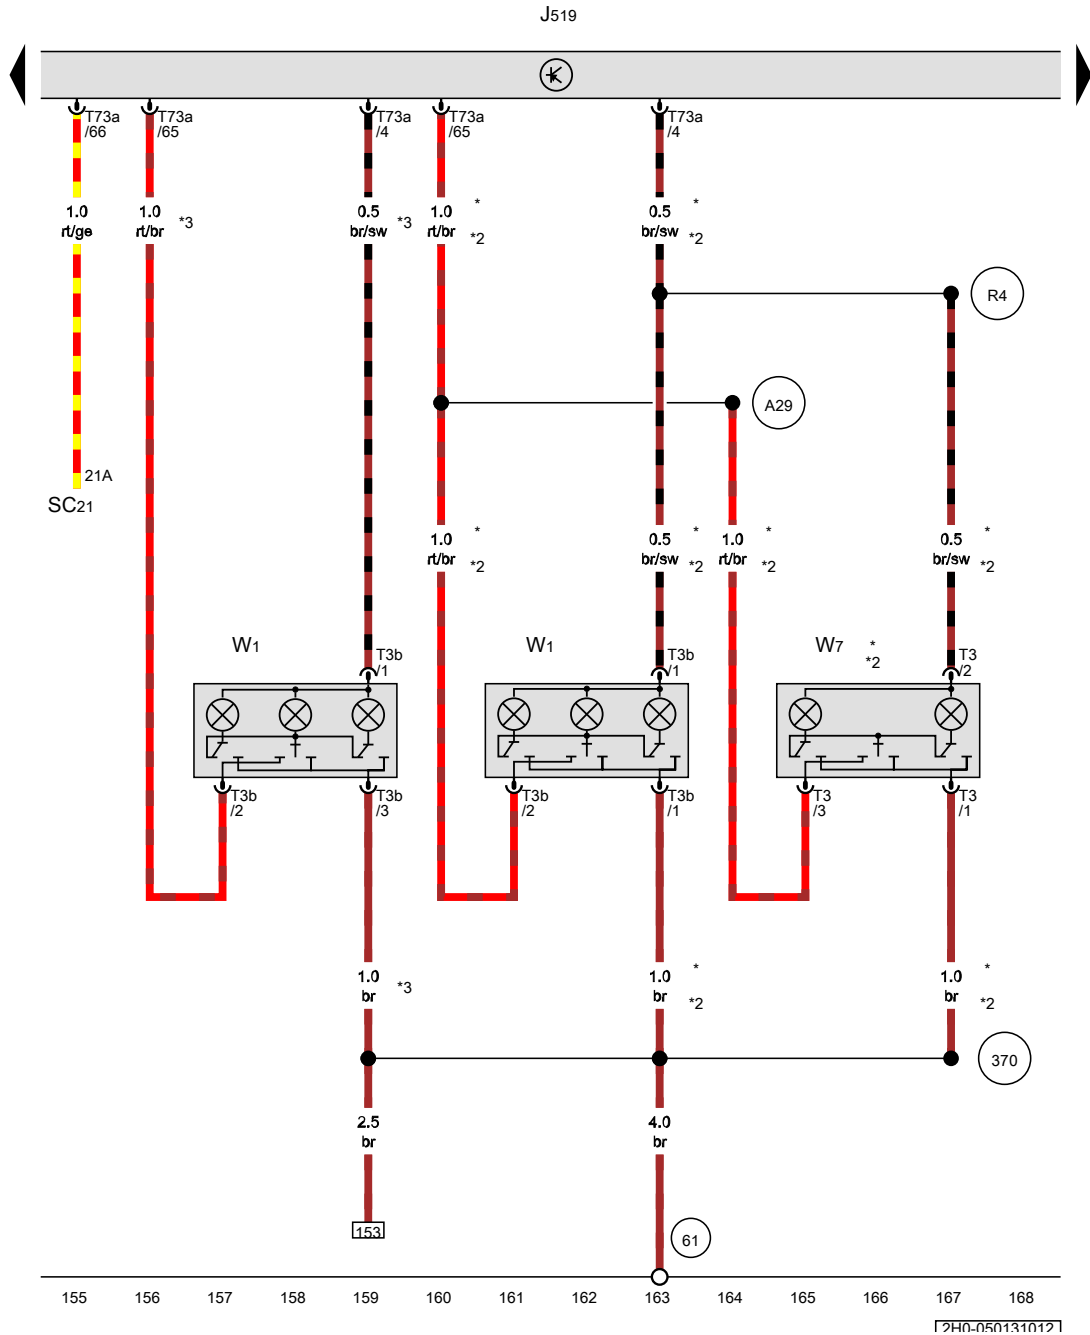 J519
T73a /66
T73a /65
T73a /4
T73a /65
T73a /4
1.0 rt/ge
1.0 rt/br *3
0.5 br/sw *3
1.0 rt/br * *2
0.5 br/sw * *2
R4
A29
21A
SC21
1.0 rt/br * *2
0.5 br/sw * *2
1.0 rt/br * *2
0.5 br/sw * *2
W1
T3b /1
W1
T3b /1
W7 * *2
T3 /2
T3b /2
T3b /3
T3b /2
T3b /1
T3 /3
T3 /1
1.0 br *3
1.0 br * *2
1.0 br * *2
370
2.5 br
4.0 br
153
61
155 156 157 158 159 160 161 162 163 164 165 166 167 168
2H0-050131012